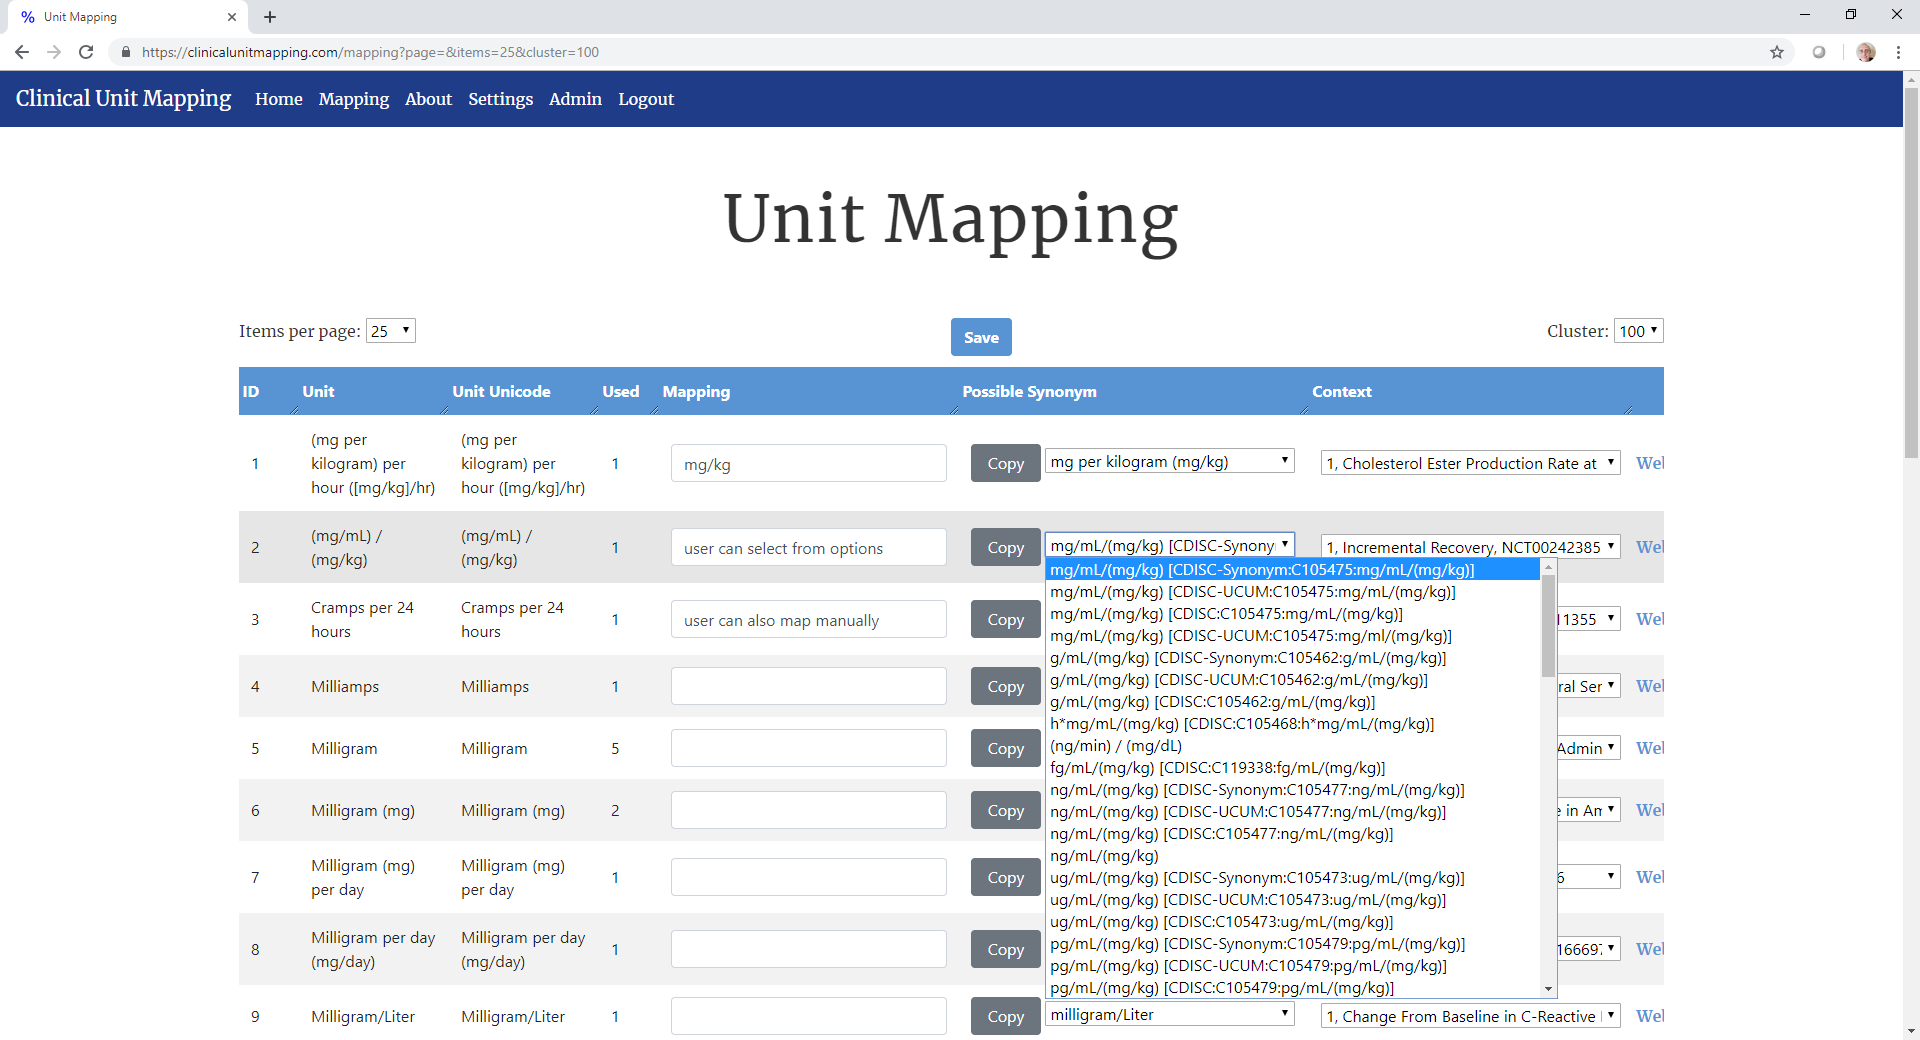 Unit Mapping
https://clinicalunitmapping.com/mapping?page=&items=25&cluster=100
Clinical Unit Mapping Home Mapping About Settings Admin Logout
Unit Mapping
Items per page: 25 Save Cluster: 100
ID Unit Unit Unicode Used Mapping Possible Synonym Context
1 (mg per kilogram) per hour ([mg/kg]/hr) (mg per kilogram) per hour ([mg/kg]/hr) 1 mg/kg Copy mg per kilogram (mg/kg) 1, Cholesterol Ester Production Rate at
2 (mg/mL) / (mg/kg) (mg/mL) / (mg/kg) 1 user can select from options Copy mg/mL/(mg/kg) [CDISC-Synony 1, Incremental Recovery, NCT00242385
mg/mL/(mg/kg) [CDISC-Synonym:C105475:mg/mL/(mg/kg)]
mg/mL/(mg/kg) [CDISC-UCUM:C105475:mg/mL/(mg/kg)]
mg/mL/(mg/kg) [CDISC:C105475:mg/mL/(mg/kg)]
mg/mL/(mg/kg) [CDISC-UCUM:C105475:mg/ml/(mg/kg)]
g/mL/(mg/kg) [CDISC-Synonym:C105462:g/mL/(mg/kg)]
g/mL/(mg/kg) [CDISC-UCUM:C105462:g/mL/(mg/kg)]
g/mL/(mg/kg) [CDISC:C105462:g/mL/(mg/kg)]
h*mg/mL/(mg/kg) [CDISC:C105468:h*mg/mL/(mg/kg)]
(ng/min) / (mg/dL)
fg/mL/(mg/kg) [CDISC:C119338:fg/mL/(mg/kg)]
ng/mL/(mg/kg) [CDISC-Synonym:C105477:ng/mL/(mg/kg)]
ng/mL/(mg/kg) [CDISC-UCUM:C105477:ng/mL/(mg/kg)]
ng/mL/(mg/kg) [CDISC:C105477:ng/mL/(mg/kg)]
ng/mL/(mg/kg)
ug/mL/(mg/kg) [CDISC-Synonym:C105473:ug/mL/(mg/kg)]
ug/mL/(mg/kg) [CDISC-UCUM:C105473:ug/mL/(mg/kg)]
ug/mL/(mg/kg) [CDISC:C105473:ug/mL/(mg/kg)]
pg/mL/(mg/kg) [CDISC-Synonym:C105479:pg/mL/(mg/kg)]
pg/mL/(mg/kg) [CDISC-UCUM:C105479:pg/mL/(mg/kg)]
pg/mL/(mg/kg) [CDISC:C105479:pg/mL/(mg/kg)]
3 Cramps per 24 hours Cramps per 24 hours 1 user can also map manually Copy 11355
4 Milliamps Milliamps 1 Copy ral Ser
5 Milligram Milligram 5 Copy Admin
6 Milligram (mg) Milligram (mg) 2 Copy in Am
7 Milligram (mg) per day Milligram (mg) per day 1 Copy 6
8 Milligram per day (mg/day) Milligram per day (mg/day) 1 Copy 16697
9 Milligram/Liter Milligram/Liter 1 Copy milligram/Liter 1, Change From Baseline in C-Reactive